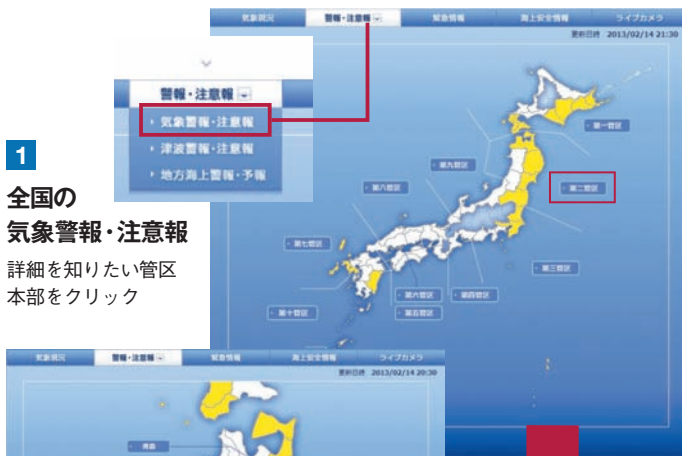 気象現況 警報・注意報 緊急情報 海上安全情報 ライブカメラ
更新日時 2013/02/14 21:30
警報・注意報
気象警報・注意報
津波警報・注意報
地方海上警報・予報
1
全国の
気象警報・注意報
詳細を知りたい管区
本部をクリック
第一管区
第九管区
第八管区
第二管区
第七管区
第三管区
第六管区
第四管区
第十管区
第五管区
気象現況 警報・注意報 緊急情報 海上安全情報 ライブカメラ
更新日時 2013/02/14 20:30
青森